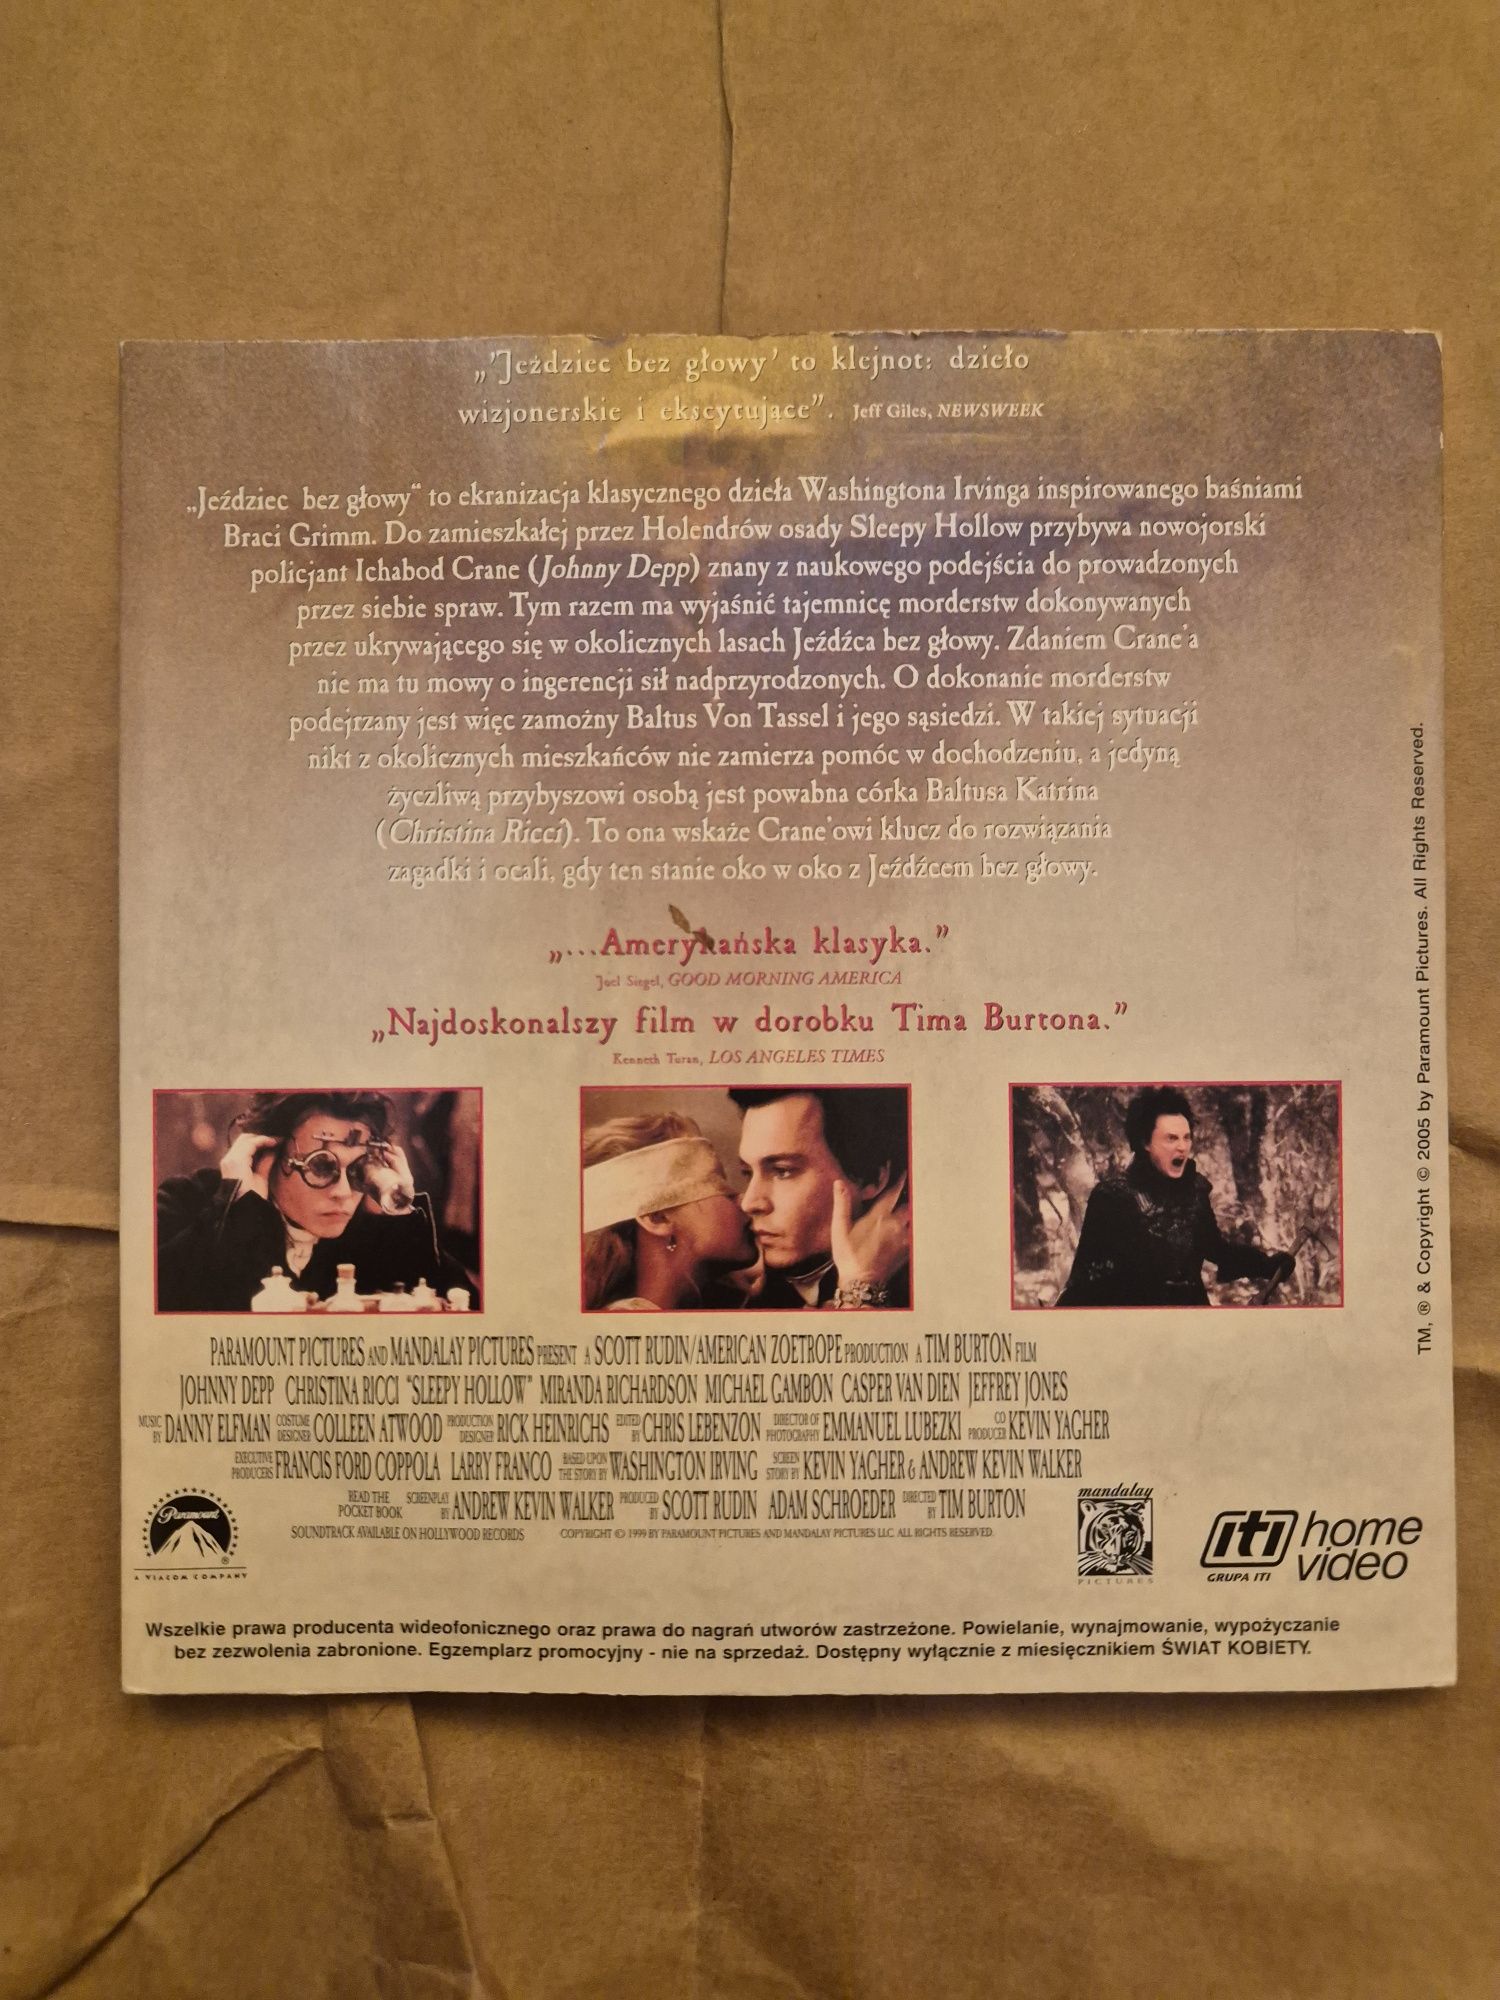 „'Jeździec bez głowy' to klejnot: dzieło
wizjonerskie i ekscytujące”. Jeff Giles, NEWSWEEK
„Jeździec bez głowy“ to ekranizacja klasycznego dzieła Washingtona Irvinga inspirowanego baśniami
Braci Grimm. Do zamieszkałej przez Holendrów osady Sleepy Hollow przybywa nowojorski
policjant Ichabod Crane (Johnny Depp) znany z naukowego podejścia do prowadzonych
przez siebie spraw. Tym razem ma wyjaśnić tajemnicę morderstw dokonywanych
przez ukrywającego się w okolicznych lasach Jeźdźca bez głowy. Zdaniem Crane'a
nie ma tu mowy o ingerencji sił nadprzyrodzonych. O dokonanie morderstw
podejrzany jest więc zamożny Baltus Von Tassel i jego sąsiedzi. W takiej sytuacji
nikt z okolicznych mieszkańców nie zamierza pomóc w dochodzeniu, a jedyną
życzliwą przybyszowi osobą jest powabna córka Baltusa Katrina
(Christina Ricci). To ona wskaże Crane'owi klucz do rozwiązania
zagadki i ocali, gdy ten stanie oko w oko z Jeźdźcem bez głowy.
„...Amerykańska klasyka.”
Joel Siegel, GOOD MORNING AMERICA
„Najdoskonalszy film w dorobku Tima Burtona.”
Kenneth Turan, LOS ANGELES TIMES
PARAMOUNT PICTURES AND MANDALAY PICTURES PRESENT A SCOTT RUDIN/AMERICAN ZOETROPE PRODUCTION A TIM BURTON FILM
JOHNNY DEPP CHRISTINA RICCI "SLEEPY HOLLOW" MIRANDA RICHARDSON MICHAEL GAMBON CASPER VAN DIEN JEFFREY JONES
MUSIC BY DANNY ELFMAN COSTUME DESIGNER COLLEEN ATWOOD PRODUCTION DESIGNER RICK HEINRICHS EDITED BY CHRIS LEBENZON DIRECTOR OF PHOTOGRAPHY EMMANUEL LUBEZKI CO PRODUCER KEVIN YAGHER
EXECUTIVE PRODUCERS FRANCIS FORD COPPOLA LARRY FRANCO BASED UPON THE STORY BY WASHINGTON IRVING SCREEN STORY BY KEVIN YAGHER & ANDREW KEVIN WALKER
READ THE POCKET BOOK SCREENPLAY BY ANDREW KEVIN WALKER PRODUCED BY SCOTT RUDIN ADAM SCHROEDER DIRECTED BY TIM BURTON
SOUNDTRACK AVAILABLE ON HOLLYWOOD RECORDS COPYRIGHT © 1999 BY PARAMOUNT PICTURES AND MANDALAY PICTURES LLC ALL RIGHTS RESERVED.
Paramount
®
A VIACOM COMPANY
mandalay
PICTURES
iti home
GRUPA ITI video
Wszelkie prawa producenta wideofonicznego oraz prawa do nagrań utworów zastrzeżone. Powielanie, wynajmowanie, wypożyczanie
bez zezwolenia zabronione. Egzemplarz promocyjny - nie na sprzedaż. Dostępny wyłącznie z miesięcznikiem ŚWIAT KOBIETY.
TM, ® & Copyright © 2005 by Paramount Pictures. All Rights Reserved.